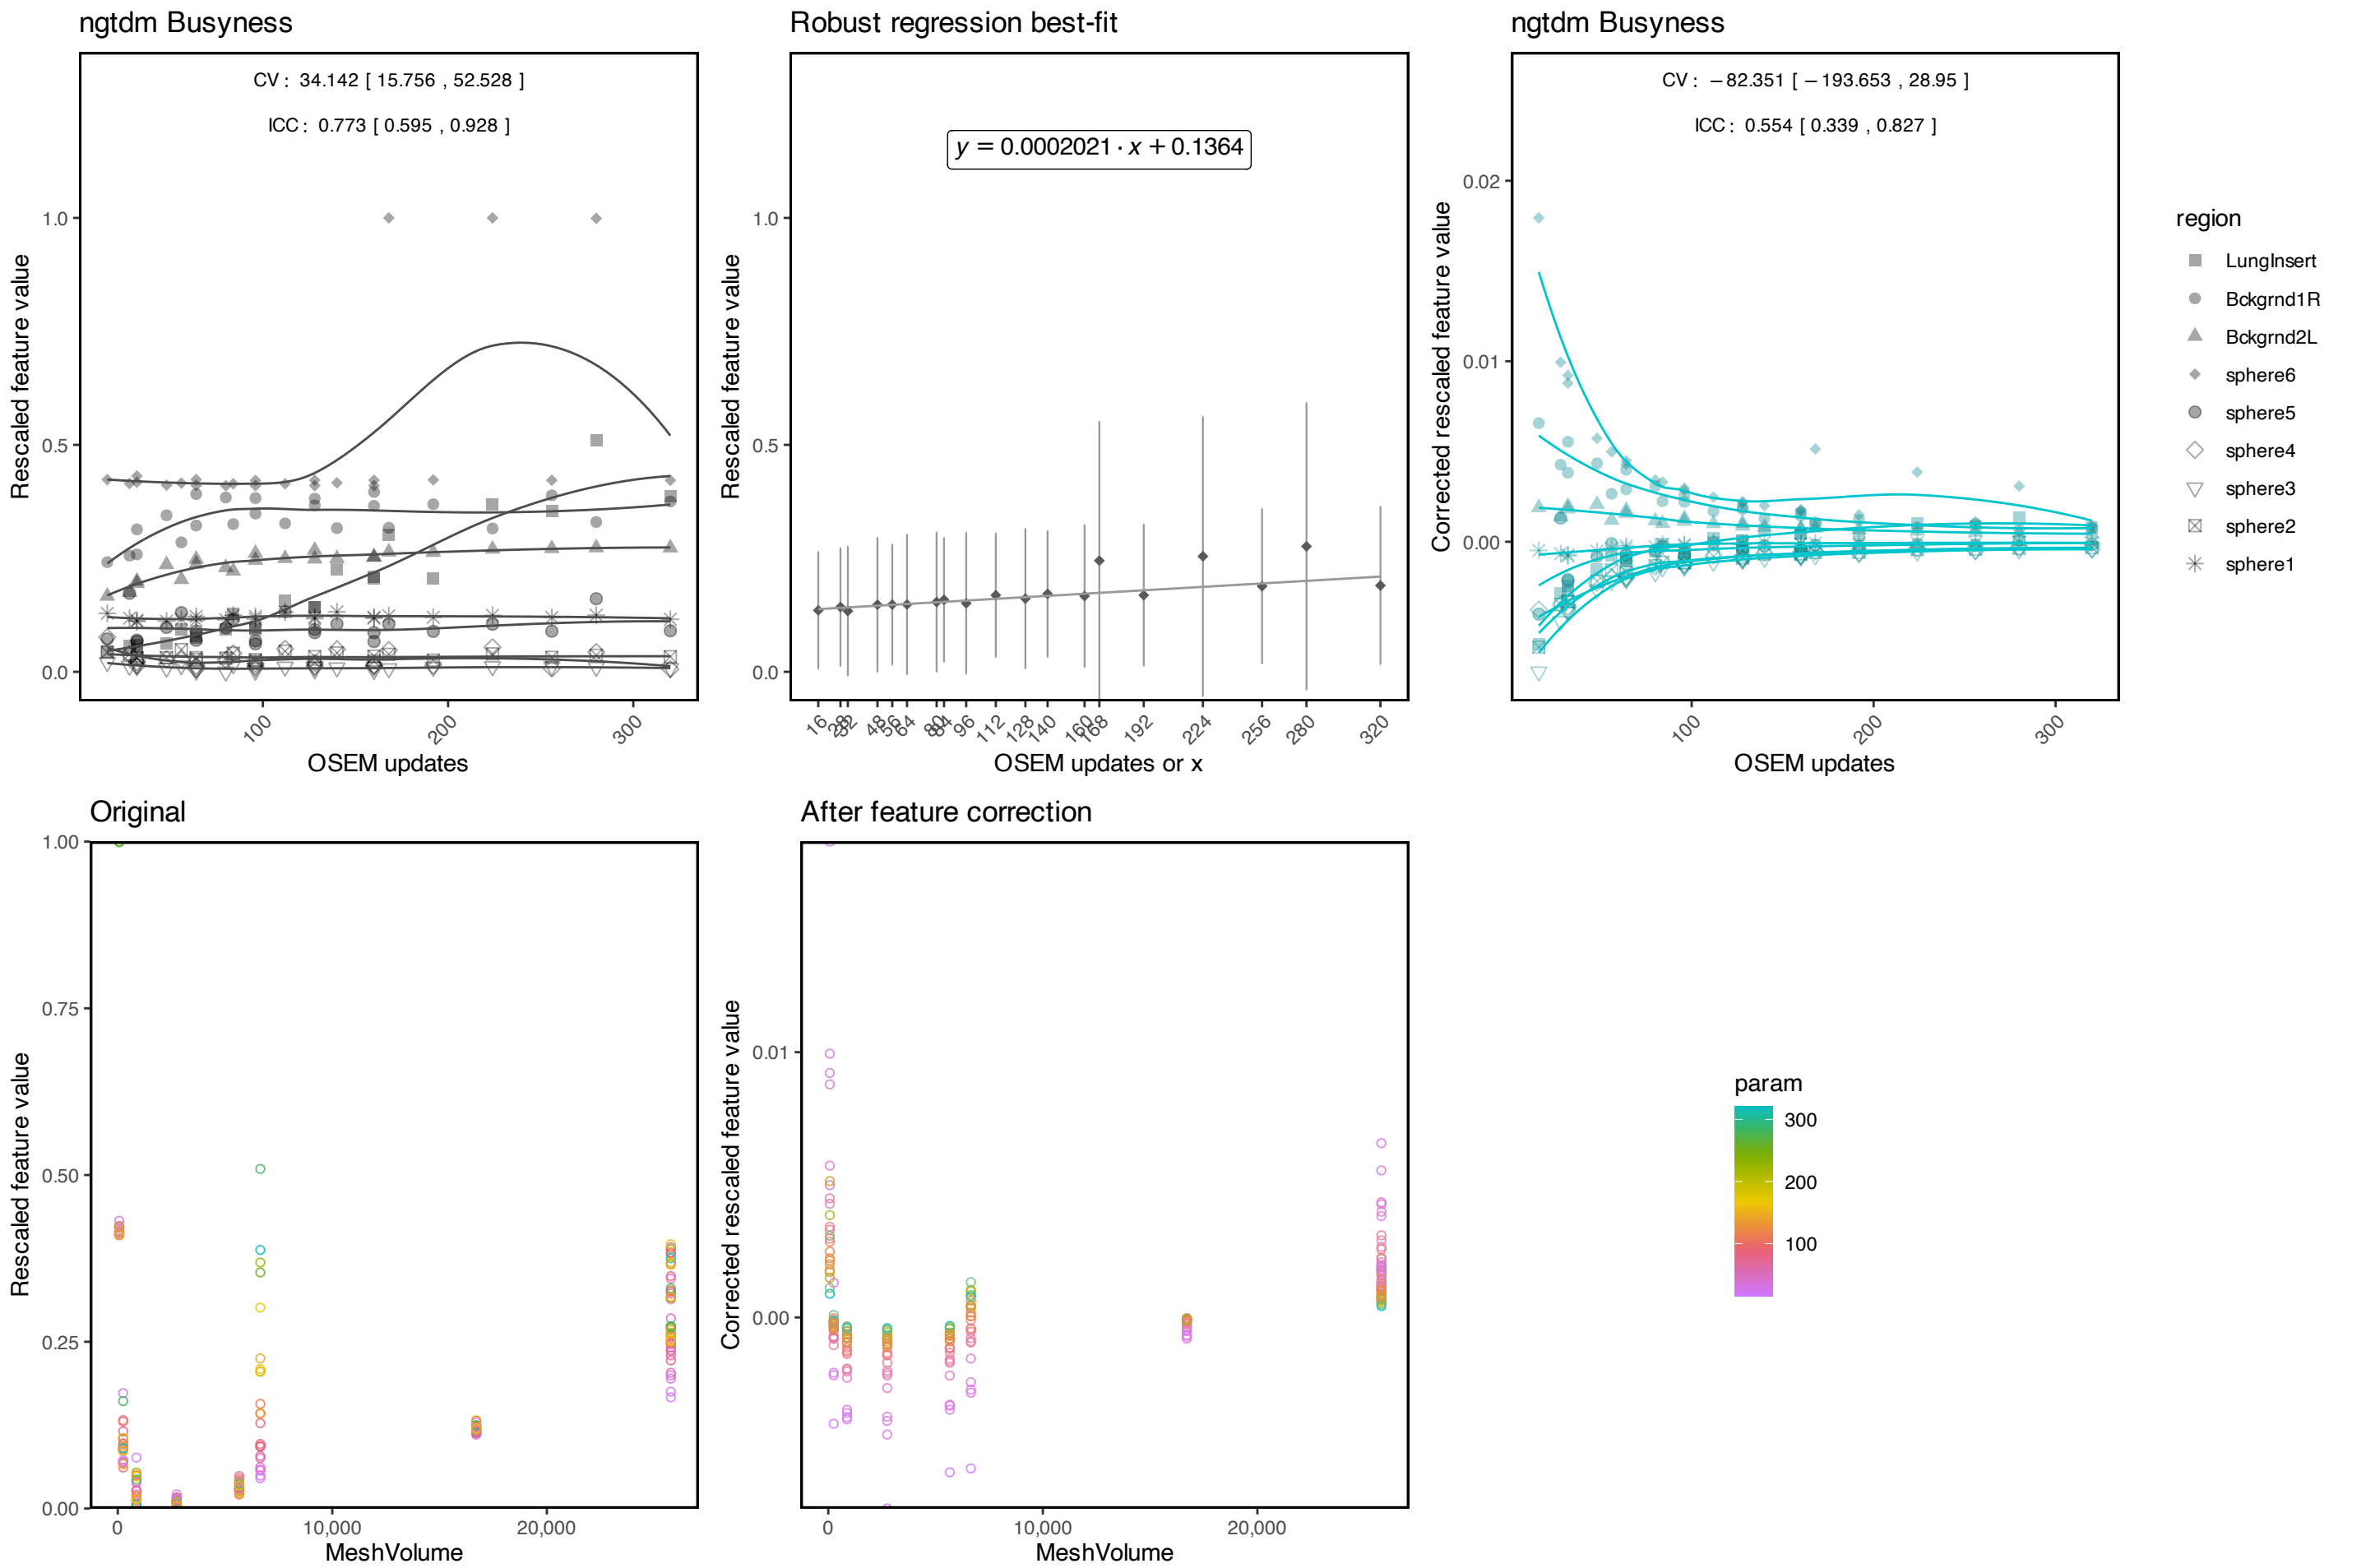 ngtdm Busyness
CV : 34.142 [ 15.756 , 52.528 ]
ICC : 0.773 [ 0.595 , 0.928 ]
Rescaled feature value
1.0
0.5
0.0
100
200
300
OSEM updates
Robust regression best-fit
y = 0.0002021 · x + 0.1364
Rescaled feature value
1.0
0.5
0.0
16
28
32
48
56
64
80
84
96
112
128
140
160
168
192
224
256
280
320
OSEM updates or x
ngtdm Busyness
CV : −82.351 [ −193.653 , 28.95 ]
ICC : 0.554 [ 0.339 , 0.827 ]
Corrected rescaled feature value
0.02
0.01
0.00
100
200
300
OSEM updates
region
LungInsert
Bckgrnd1R
Bckgrnd2L
sphere6
sphere5
sphere4
sphere3
sphere2
sphere1
Original
Rescaled feature value
1.00
0.75
0.50
0.25
0.00
0
10,000
20,000
MeshVolume
After feature correction
Corrected rescaled feature value
0.01
0.00
0
10,000
20,000
MeshVolume
param
300
200
100